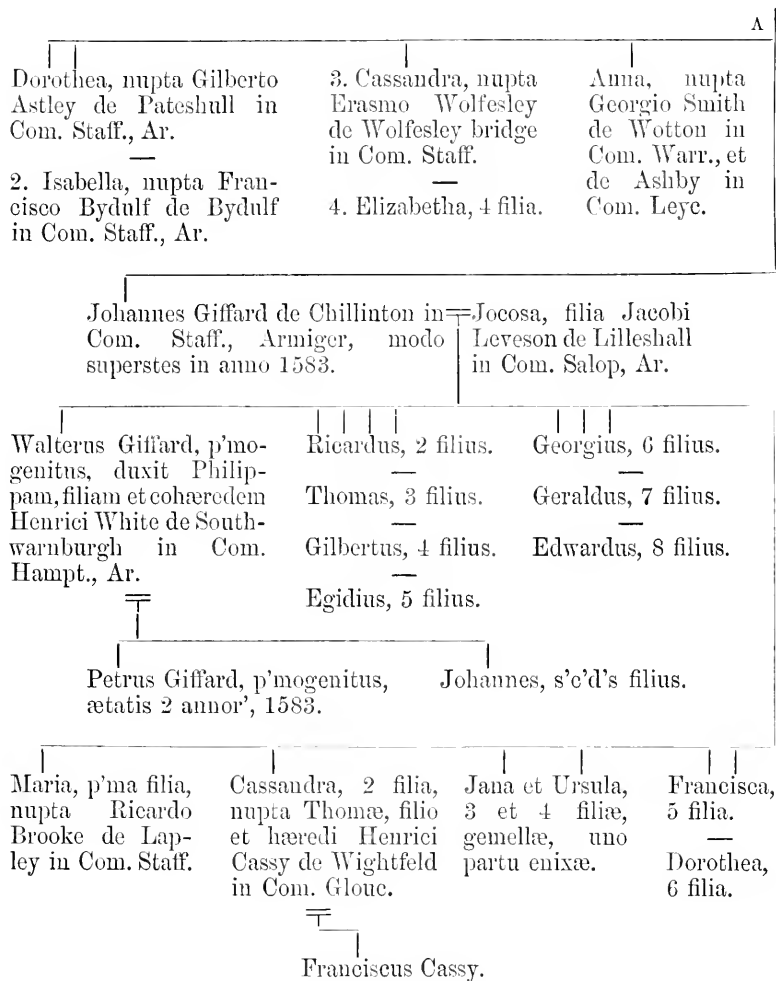 A
Dorothea, nupta Gilberto
Astley de Pateshull in
Com. Staff., Ar.
—
2. Isabella, nupta Fran-
cisco Bydulf de Bydulf
in Com. Staff., Ar.
3. Cassandra, nupta
Erasmo Wolfesley
de Wolfesley bridge
in Com. Staff.
—
4. Elizabetha, 4 filia.
Anna, nupta
Georgio Smith
de Wotton in
Com. Warr., et
de Ashby in
Com. Leyc.
Johannes Giffard de Chillinton in
Com. Staff., Armiger, modo
superstes in anno 1583.
Jocosa, filia Jacobi
Leveson de Lilleshall
in Com. Salop, Ar.
Walterus Giffard, p'mo-
genitus, duxit Philip-
pam, filiam et cohæredem
Henrici White de South-
warnburgh in Com.
Hampt., Ar.
Ricardus, 2 filius.
—
Thomas, 3 filius.
—
Gilbertus, 4 filius.
—
Egidius, 5 filius.
Georgius, 6 filius.
—
Geraldus, 7 filius.
—
Edwardus, 8 filius.
Petrus Giffard, p'mogenitus,
ætatis 2 annor', 1583.
Johannes, s'c'd's filius.
Maria, p'ma filia,
nupta Ricardo
Brooke de Lap-
ley in Com. Staff.
Cassandra, 2 filia,
nupta Thomæ, filio
et hæredi Henrici
Cassy de Wightfeld
in Com. Glouc.
Jana et Ursula,
3 et 4 filiæ,
gemellæ, uno
partu enixæ.
Francisca,
5 filia.
—
Dorothea,
6 filia.
Franciscus Cassy.